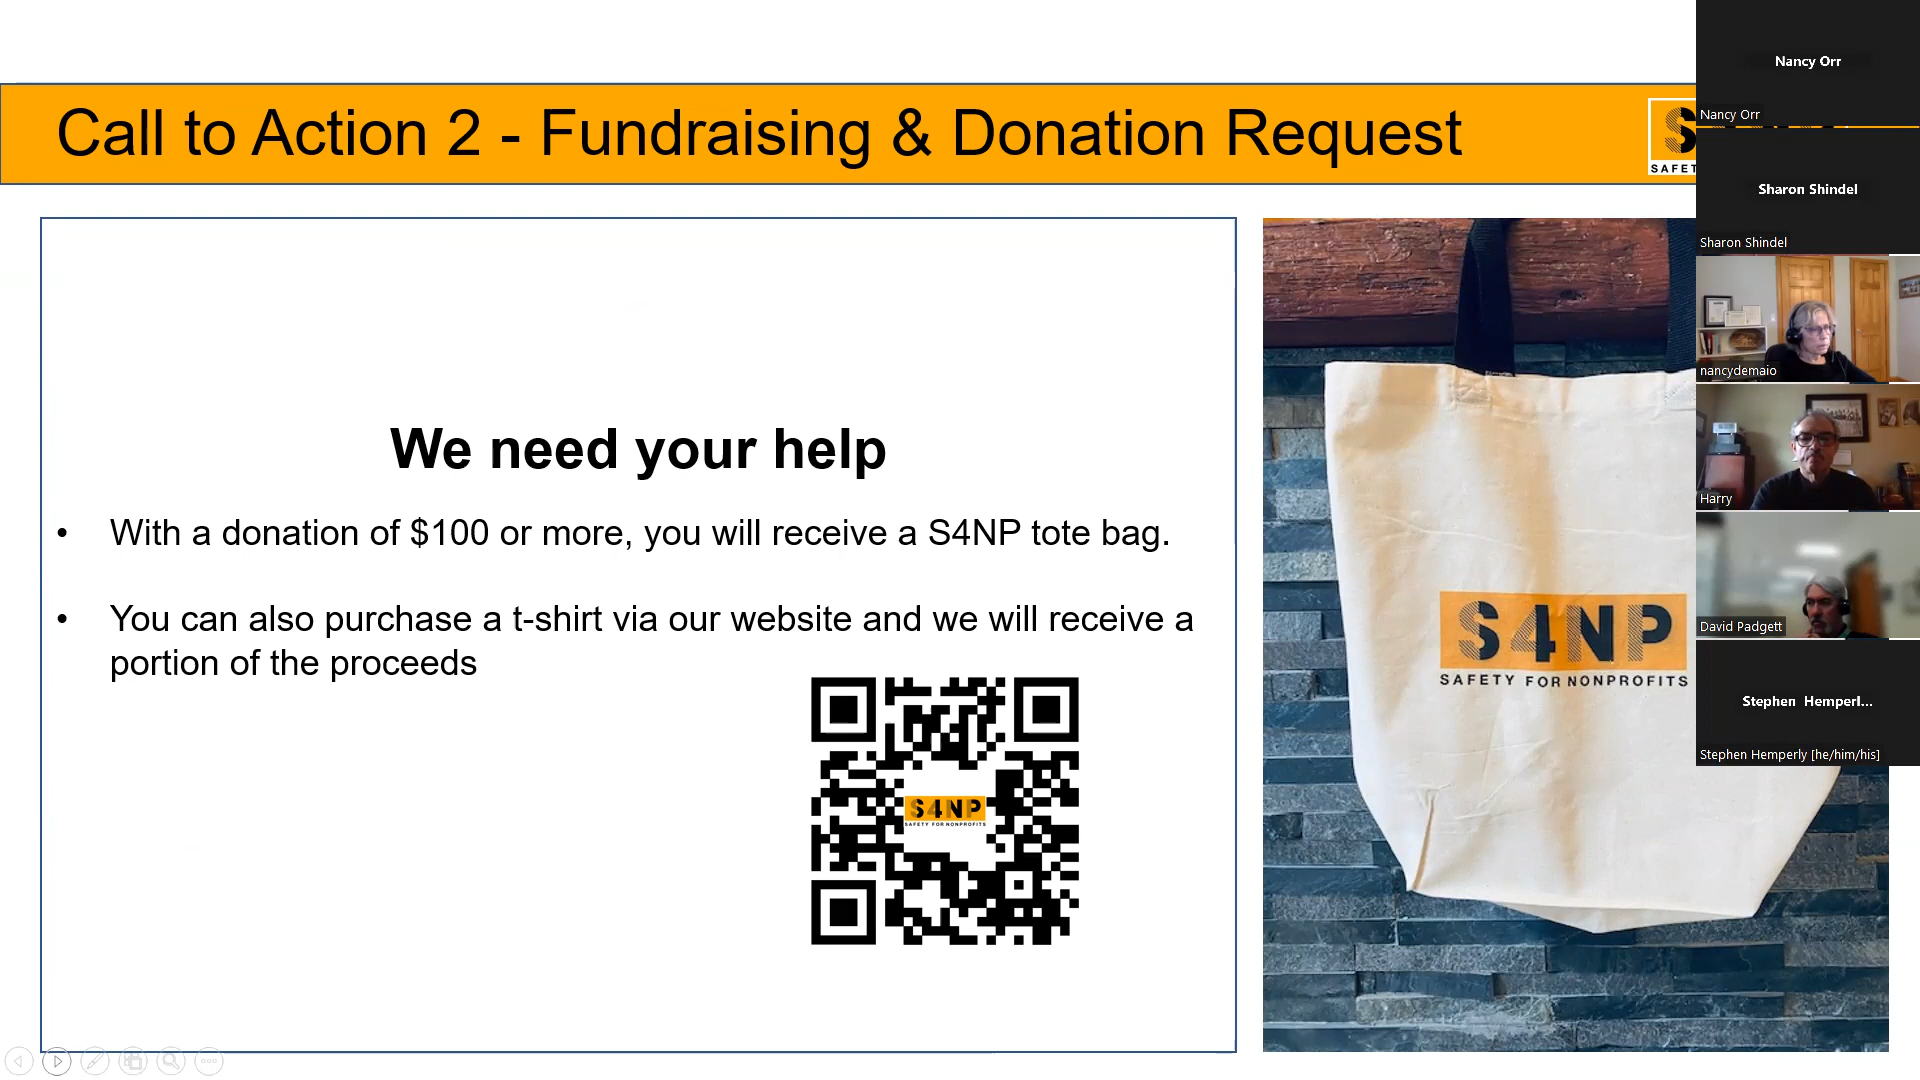 Call to Action 2 - Fundraising & Donation Request
S
SAFET
We need your help
• With a donation of $100 or more, you will receive a S4NP tote bag.
• You can also purchase a t-shirt via our website and we will receive a
portion of the proceeds
S4NP
SAFETY FOR NONPROFITS
S4NP
SAFETY FOR NONPROFITS
Nancy Orr
Nancy Orr
Sharon Shindel
Sharon Shindel
nancydemaio
Harry
David Padgett
Stephen Hemperl...
Stephen Hemperly [he/him/his]